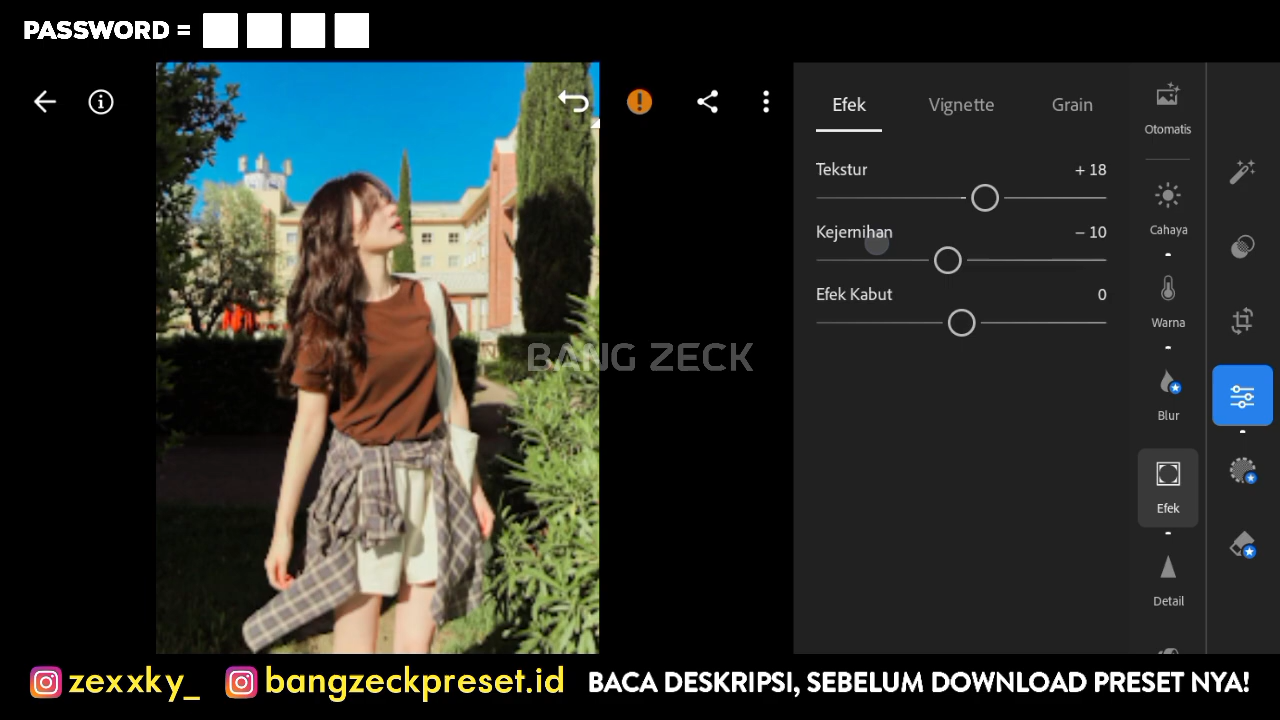 PASSWORD =
Efek Vignette Grain
Tekstur + 18
Kejernihan – 10
Efek Kabut 0
Otomatis
Cahaya
Warna
Blur
Efek
Detail
BANG ZECK
zexxky_ bangzeckpreset.id BACA DESKRIPSI, SEBELUM DOWNLOAD PRESET NYA!